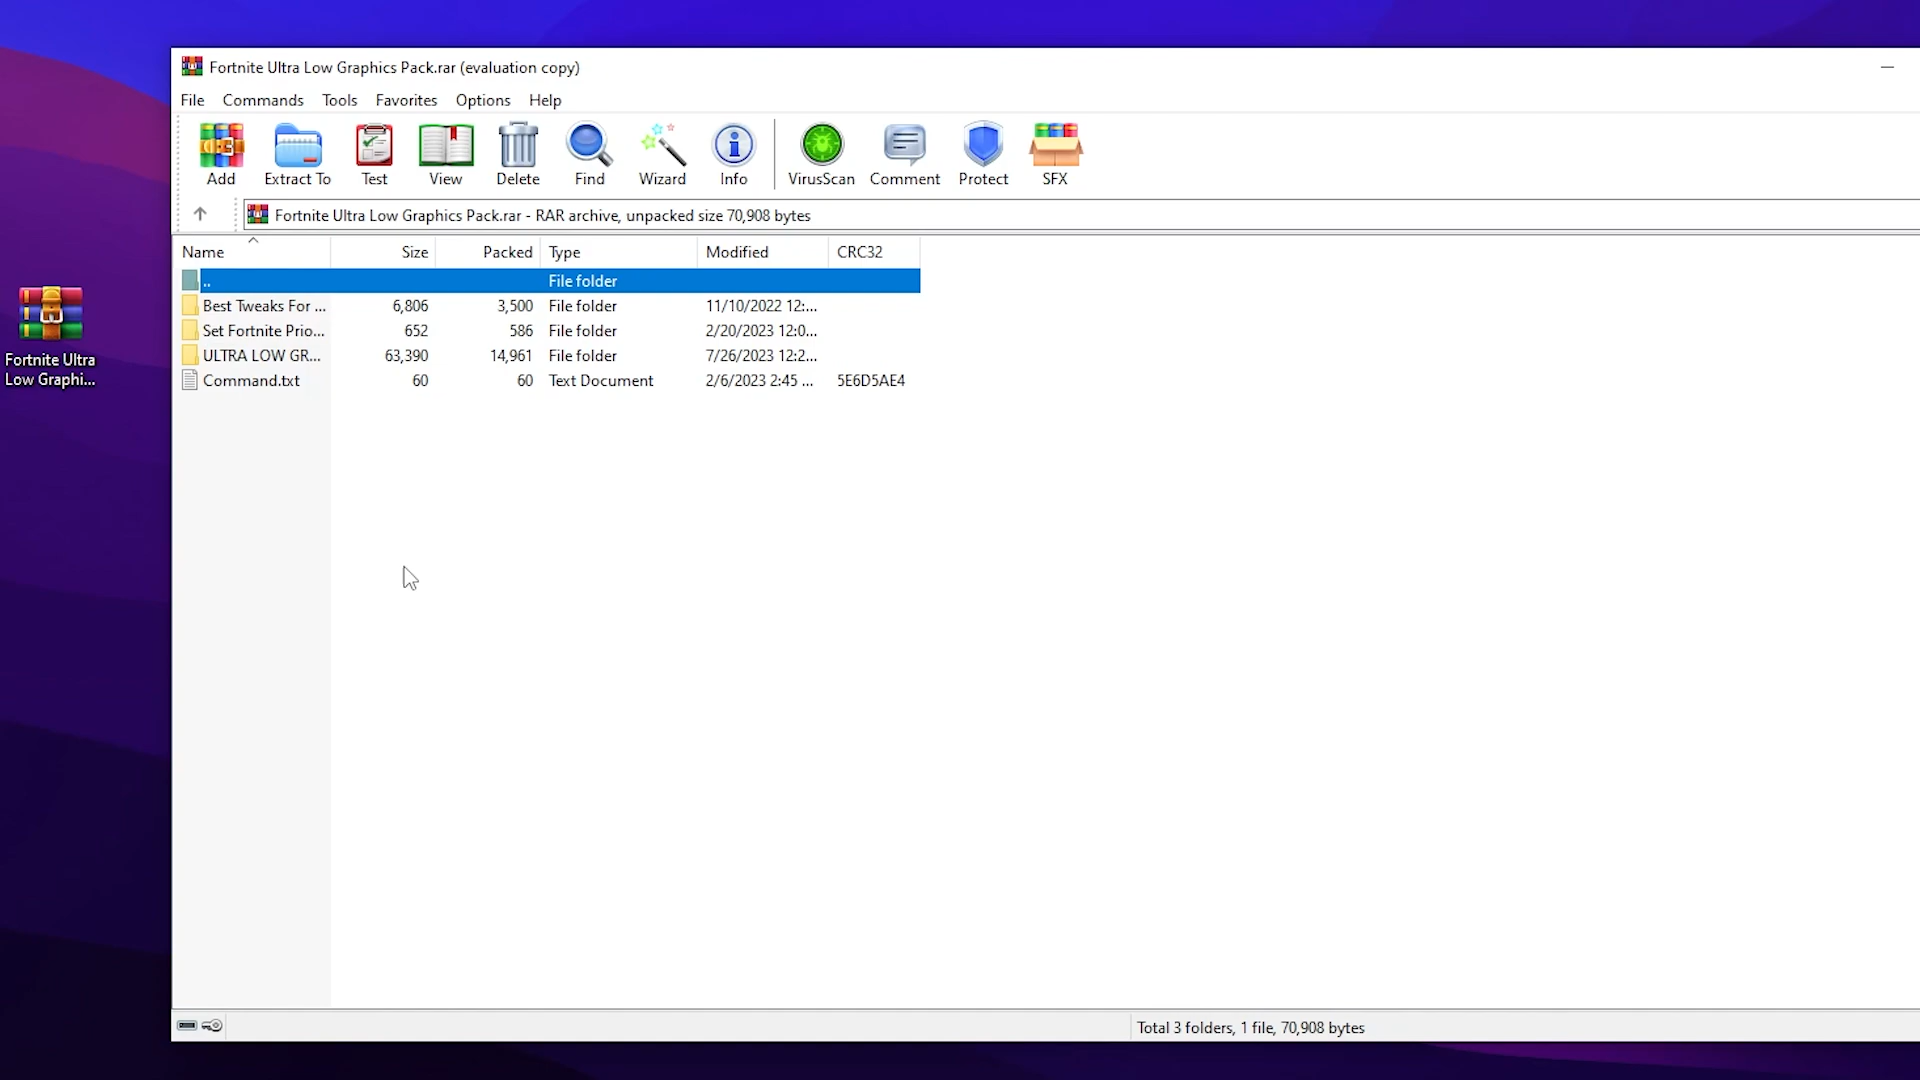 Fortnite Ultra Low Graphics Pack.rar (evaluation copy)
File Commands Tools Favorites Options Help
Add Extract To Test View Delete Find Wizard Info VirusScan Comment Protect SFX
Fortnite Ultra Low Graphics Pack.rar - RAR archive, unpacked size 70,908 bytes
Name Size Packed Type Modified CRC32
.. File folder
Best Tweaks For ... 6,806 3,500 File folder 11/10/2022 12:...
Set Fortnite Prio... 652 586 File folder 2/20/2023 12:0...
ULTRA LOW GR... 63,390 14,961 File folder 7/26/2023 12:2...
Command.txt 60 60 Text Document 2/6/2023 2:45 ... 5E6D5AE4
Fortnite Ultra
Low Graphi...
Total 3 folders, 1 file, 70,908 bytes